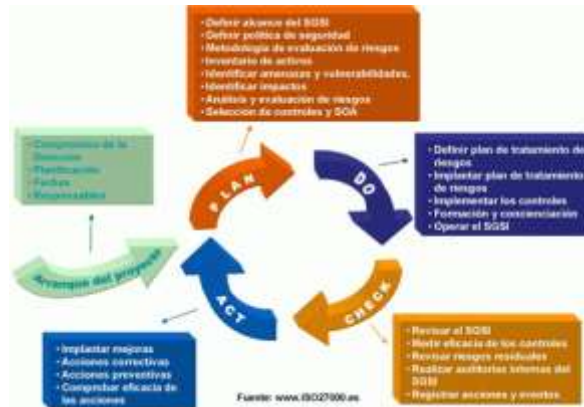 • Definir alcance del SGSI
• Definir política de seguridad
• Metodología de evaluación de riesgos
• Inventario de activos
• Identificar amenazas y vulnerabilidades.
• Identificar impactos
• Análisis y evaluación de riesgos
• Selección de controles y SOA
• Compromiso de la
Dirección
• Planificación
• Fechas
• Responsables
PLAN
DO
• Definir plan de tratamiento de
riesgos
• Implantar plan de tratamiento
de riesgos
• Implementar los controles
• Formación y concienciación
• Operar el SGSI
Arranque del proyecto
ACT
CHECK
• Implantar mejoras
• Acciones correctivas
• Acciones preventivas
• Comprobar eficacia de
las acciones
• Revisar el SGSI
• Medir eficacia de los controles
• Revisar riesgos residuales
• Realizar auditorías internas del
SGSI
• Registrar acciones y eventos.
Fuente: www.ISO27000.es